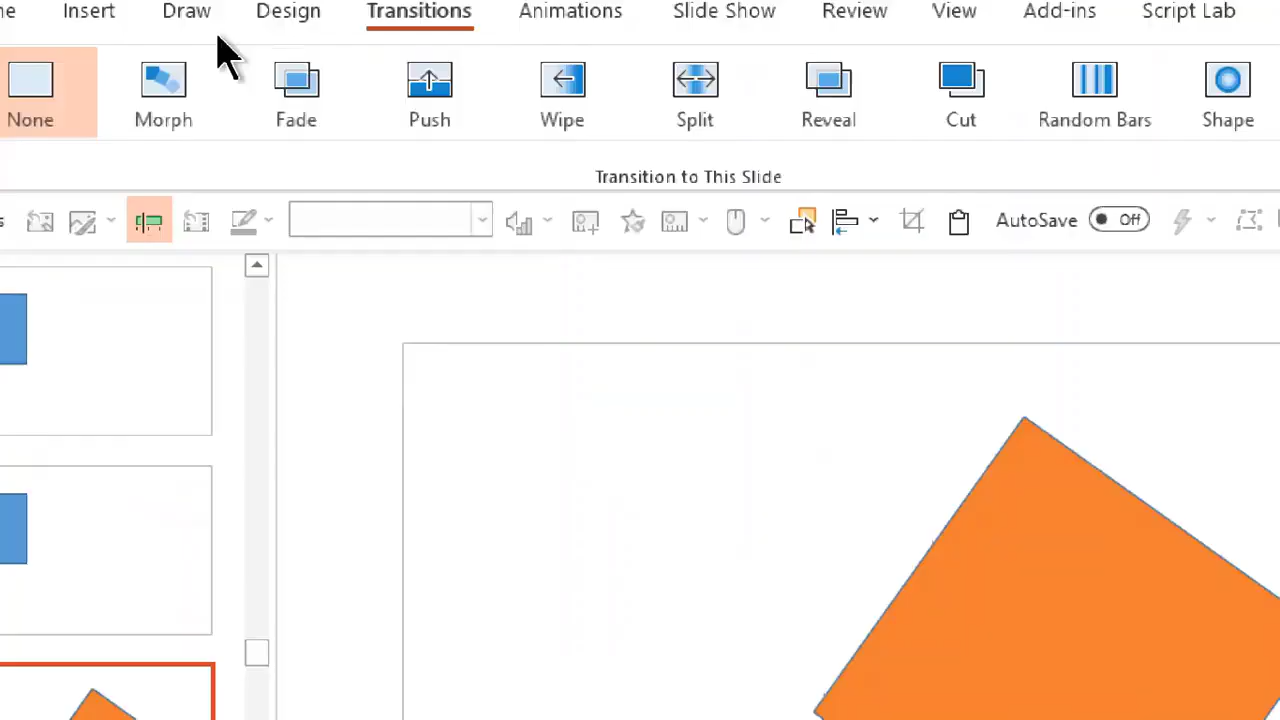 Insert Draw Design Transitions Animations Slide Show Review View Add-ins Script Lab
None Morph Fade Push Wipe Split Reveal Cut Random Bars Shape
Transition to This Slide
AutoSave Off